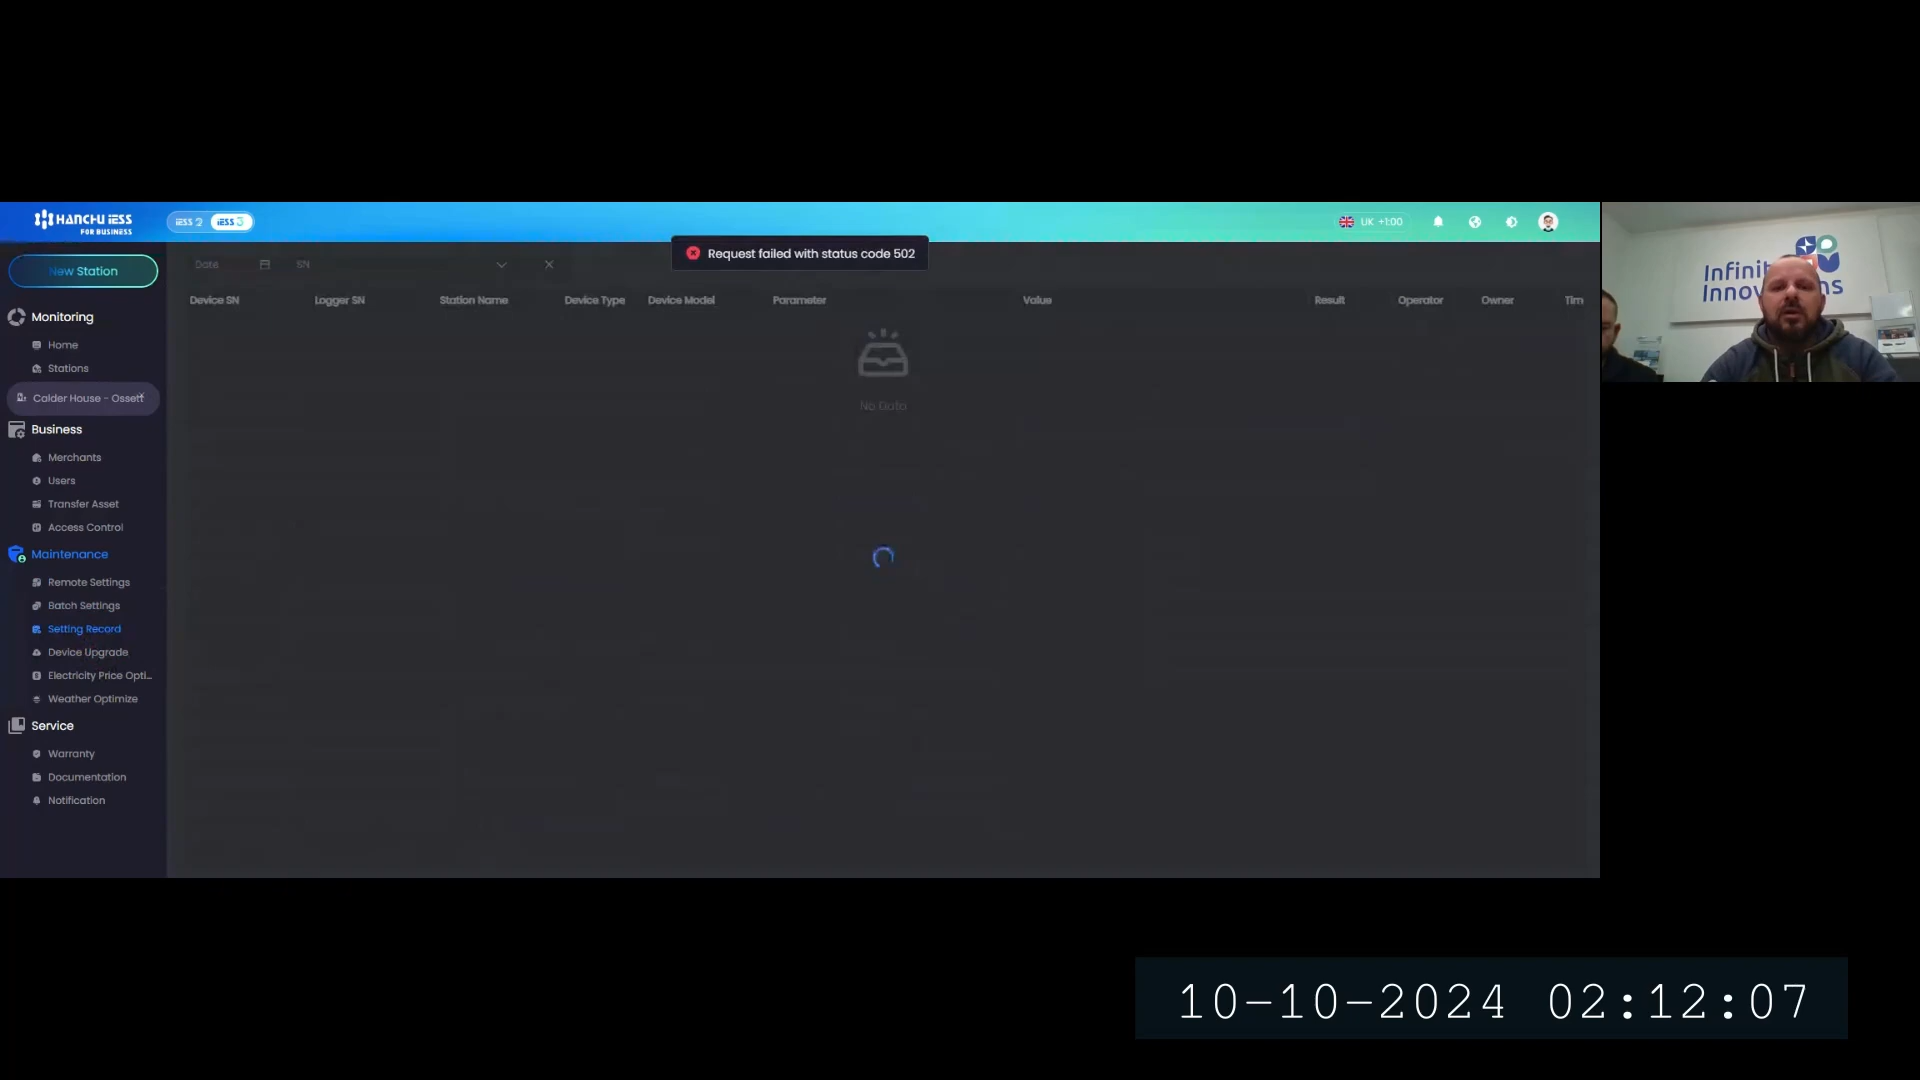 HANCHU iESS
FOR BUSINESS
iESS 2
iESS 3
UK +1:00
Request failed with status code 502
New Station
Date
SN
Device SN
Logger SN
Station Name
Device Type
Device Model
Parameter
Value
Result
Operator
Owner
Tim
No Data
Monitoring
Home
Stations
Calder House - Ossett
Business
Merchants
Users
Transfer Asset
Access Control
Maintenance
Remote Settings
Batch Settings
Setting Record
Device Upgrade
Electricity Price Opti...
Weather Optimize
Service
Warranty
Documentation
Notification
10-10-2024 02:12:07